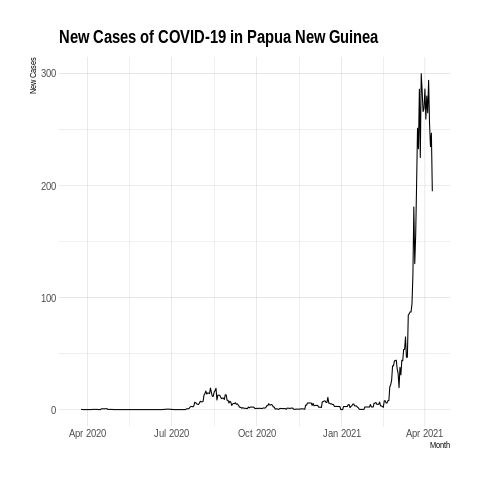 New Cases of COVID-19 in Papua New Guinea
New Cases
300
200
100
0
Apr 2020 Jul 2020 Oct 2020 Jan 2021 Apr 2021
Month